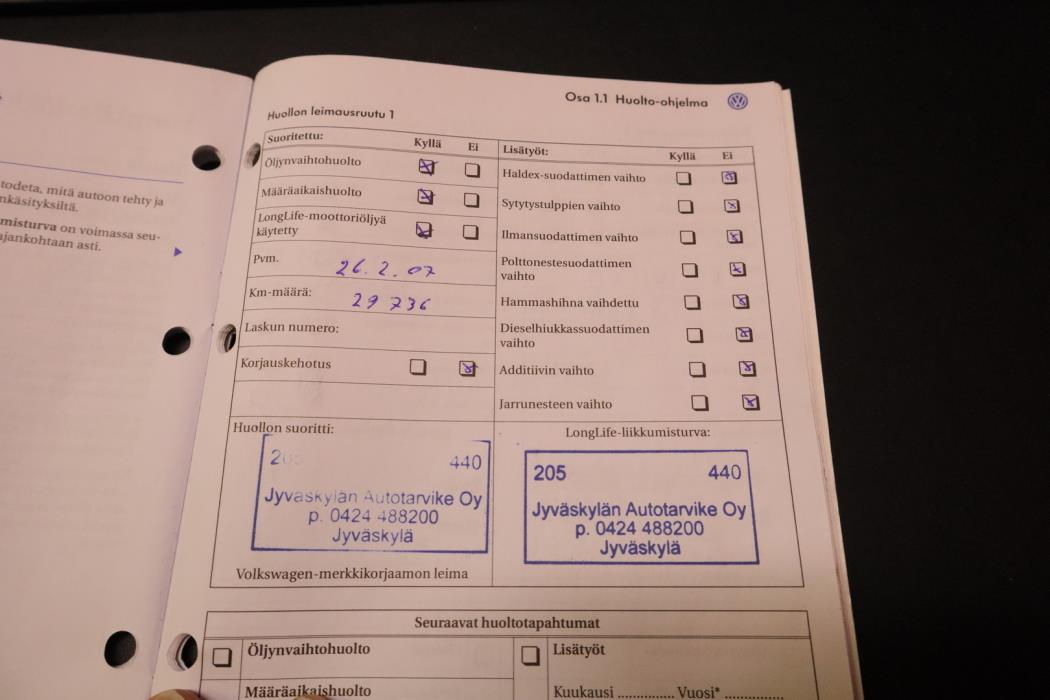 Osa 1.1 Huolto-ohjelma
todeta, mitä autoon tehty ja
nkäsityksiltä.
misturva on voimassa seu-
ajankohtaan asti.
Huollon leimausruutu 1
Suoritettu: Kyllä Ei
Öljynvaihtohuolto
Määräaikaishuolto
LongLife-moottoriöljyä
käytetty
Pvm. 26.2.07
Km-määrä: 29 736
Laskun numero:
Korjauskehotus
Lisätyöt: Kyllä Ei
Haldex-suodattimen vaihto
Sytytystulppien vaihto
Ilmansuodattimen vaihto
Polttonestesuodattimen
vaihto
Hammashihna vaihdettu
Dieselhiukkassuodattimen
vaihto
Additiivin vaihto
Jarrunesteen vaihto
Huollon suoritti:
205 440
Jyväskylän Autotarvike Oy
p. 0424 488200
Jyväskylä
Volkswagen-merkkikorjaamon leima
LongLife-liikkumisturva:
205 440
Jyväskylän Autotarvike Oy
p. 0424 488200
Jyväskylä
Seuraavat huoltotapahtumat
Öljynvaihtohuolto
Lisätyöt
Määräaikaishuolto
Kuukausi .............. Vuosi* ..............